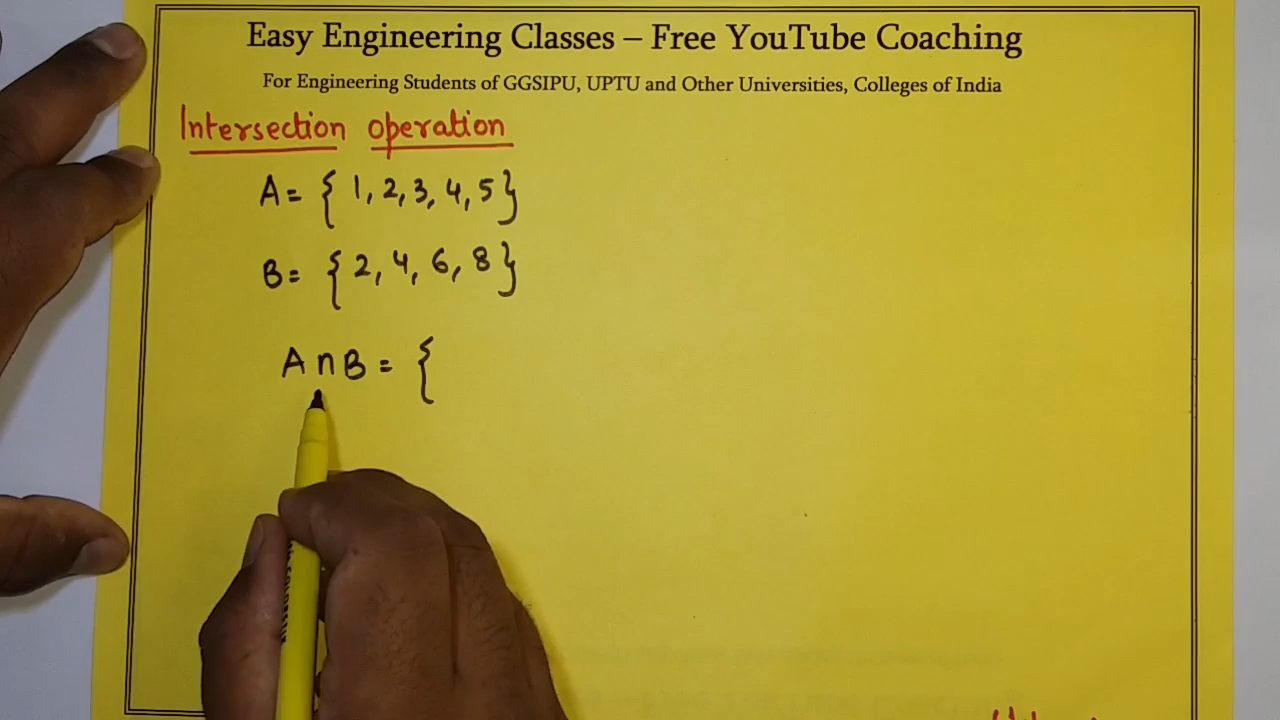 Easy Engineering Classes – Free YouTube Coaching
For Engineering Students of GGSIPU, UPTU and Other Universities, Colleges of India
Intersection operation
A = { 1, 2, 3, 4, 5 }
B = { 2, 4, 6, 8 }
A ∩ B = {